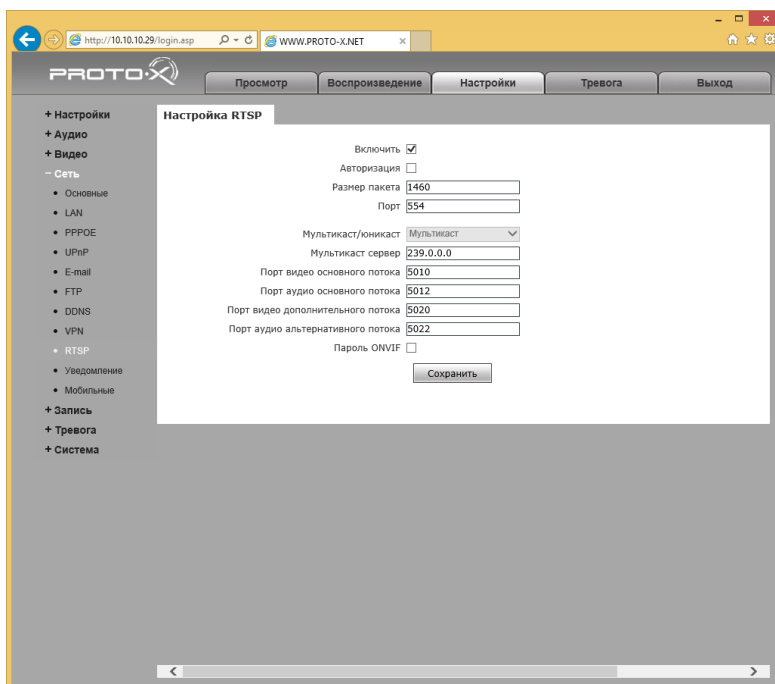 http://10.10.10.29/login.asp
WWW.PROTO-X.NET
PROTO-X
Просмотр
Воспроизведение
Настройки
Тревога
Выход
+ Настройки
+ Аудио
+ Видео
− Сеть
• Основные
• LAN
• PPPOE
• UPnP
• E-mail
• FTP
• DDNS
• VPN
• RTSP
• Уведомление
• Мобильные
+ Запись
+ Тревога
+ Система
Настройка RTSP
Включить
Авторизация
Размер пакета 1460
Порт 554
Мультикаст/юникаст Мультикаст
Мультикаст сервер 239.0.0.0
Порт видео основного потока 5010
Порт аудио основного потока 5012
Порт видео дополнительного потока 5020
Порт аудио альтернативного потока 5022
Пароль ONVIF
Сохранить